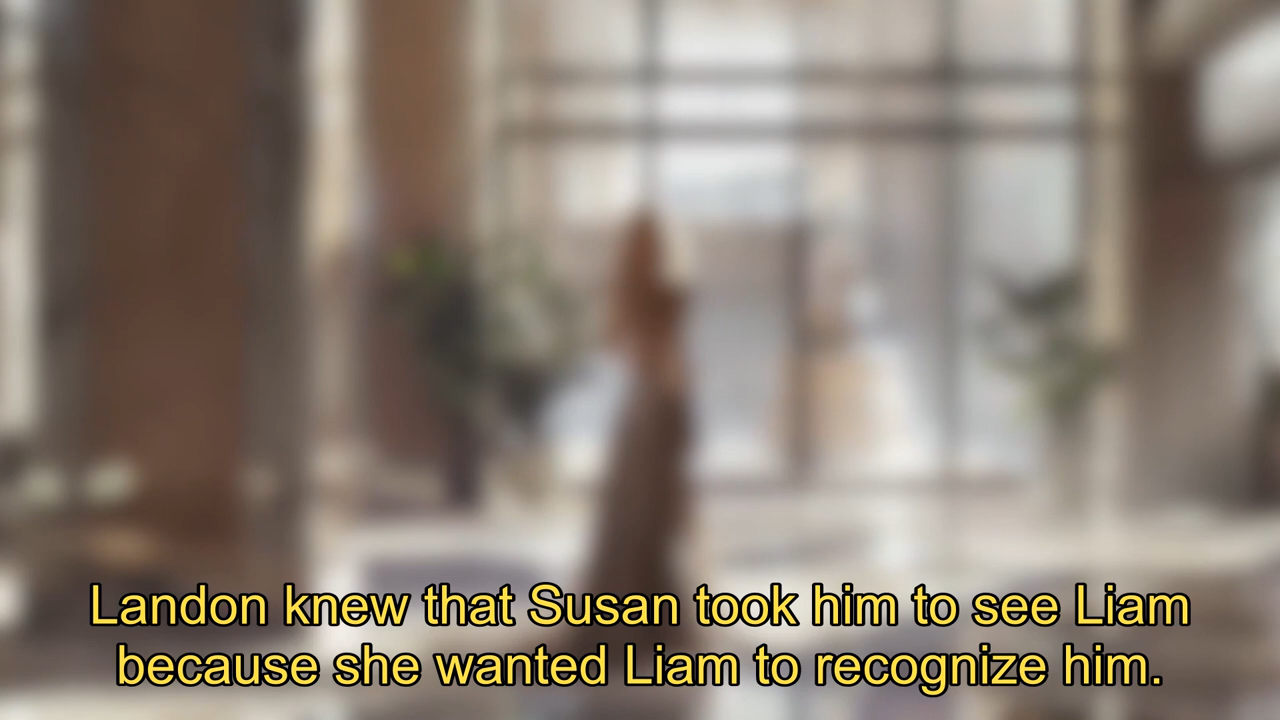 Landon knew that Susan took him to see Liam
because she wanted Liam to recognize him.